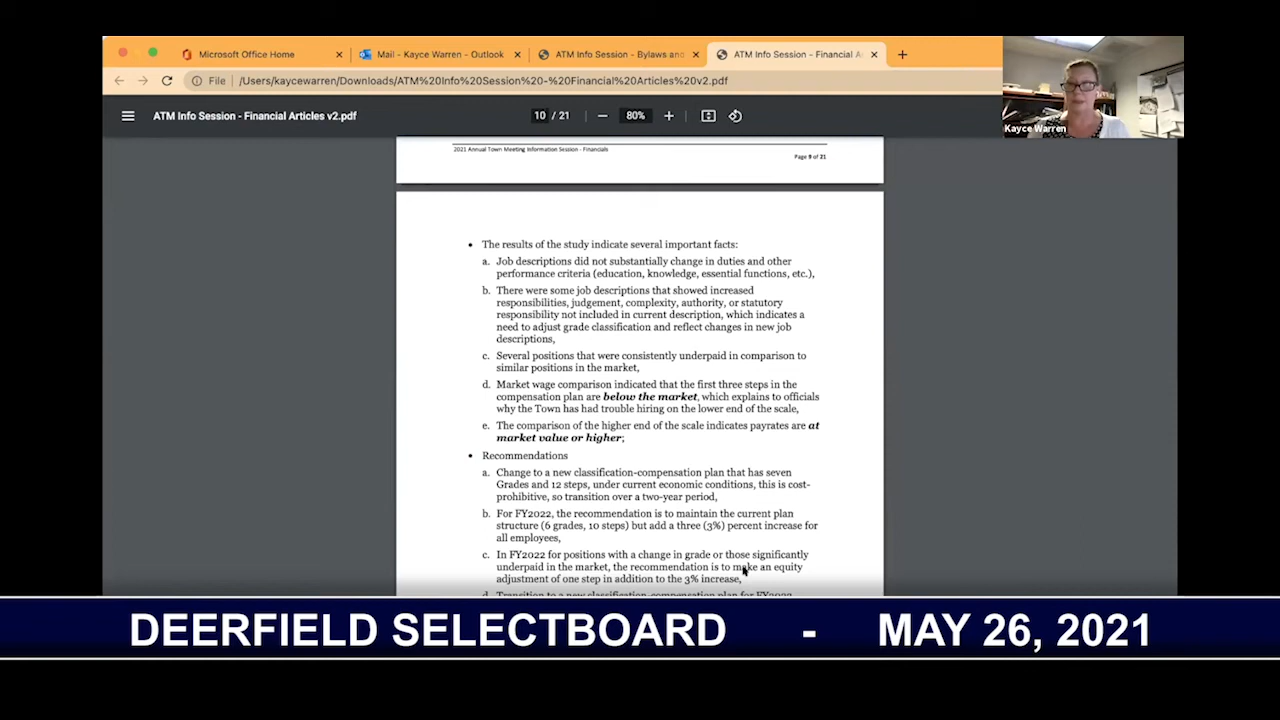 Microsoft Office Home
Mail - Kayce Warren - Outlook
ATM Info Session - Bylaws and
ATM Info Session - Financial A
File
/Users/kaycewarren/Downloads/ATM%20Info%20Session%20-%20Financial%20Articles%20v2.pdf
ATM Info Session - Financial Articles v2.pdf
10 / 21
80%
Kayce Warren
2021 Annual Town Meeting Information Session - Financials
Page 9 of 21
• The results of the study indicate several important facts:
a. Job descriptions did not substantially change in duties and other
performance criteria (education, knowledge, essential functions, etc.),
b. There were some job descriptions that showed increased
responsibilities, judgement, complexity, authority, or statutory
responsibility not included in current description, which indicates a
need to adjust grade classification and reflect changes in new job
descriptions,
c. Several positions that were consistently underpaid in comparison to
similar positions in the market,
d. Market wage comparison indicated that the first three steps in the
compensation plan are below the market, which explains to officials
why the Town has had trouble hiring on the lower end of the scale,
e. The comparison of the higher end of the scale indicates payrates are at
market value or higher;
• Recommendations
a. Change to a new classification-compensation plan that has seven
Grades and 12 steps, under current economic conditions, this is cost-
prohibitive, so transition over a two-year period,
b. For FY2022, the recommendation is to maintain the current plan
structure (6 grades, 10 steps) but add a three (3%) percent increase for
all employees,
c. In FY2022 for positions with a change in grade or those significantly
underpaid in the market, the recommendation is to make an equity
adjustment of one step in addition to the 3% increase,
d. Transition to a new classification-compensation plan for FY2023
DEERFIELD SELECTBOARD - MAY 26, 2021